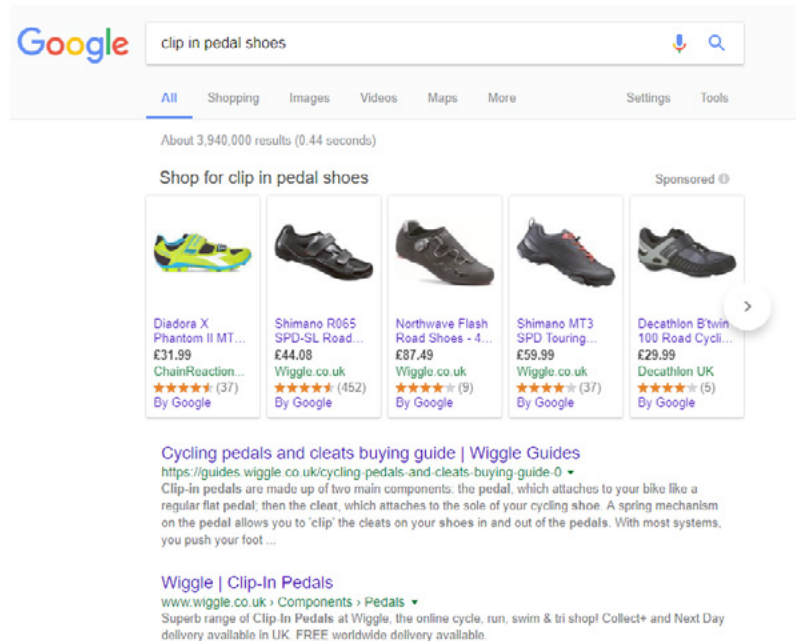 Google
clip in pedal shoes
All Shopping Images Videos Maps More Settings Tools
About 3,940,000 results (0.44 seconds)
Shop for clip in pedal shoes
Sponsored
Diadora X
Phantom II MT...
£31.99
ChainReaction...
(37)
By Google
Shimano R065
SPD-SL Road...
£44.08
Wiggle.co.uk
(452)
By Google
Northwave Flash
Road Shoes - 4...
£87.49
Wiggle.co.uk
(9)
By Google
Shimano MT3
SPD Touring...
£59.99
Wiggle.co.uk
(37)
By Google
Decathlon B'twin
100 Road Cycli...
£29.99
Decathlon UK
(5)
By Google
Cycling pedals and cleats buying guide | Wiggle Guides
https://guides.wiggle.co.uk/cycling-pedals-and-cleats-buying-guide-0
Clip-in pedals are made up of two main components: the pedal, which attaches to your bike like a
regular flat pedal; then the cleat, which attaches to the sole of your cycling shoe. A spring mechanism
on the pedal allows you to 'clip' the cleats on your shoes in and out of the pedals. With most systems,
you push your foot ...
Wiggle | Clip-In Pedals
www.wiggle.co.uk › Components › Pedals
Superb range of Clip-In Pedals at Wiggle, the online cycle, run, swim & tri shop! Collect+ and Next Day
delivery available in UK. FREE worldwide delivery available.